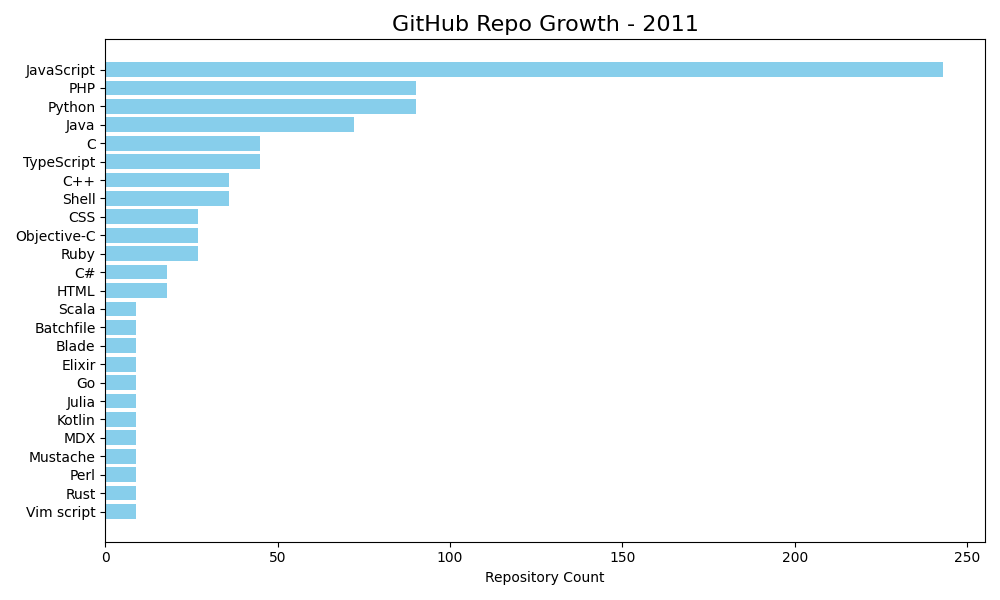 GitHub Repo Growth - 2011
JavaScript
PHP
Python
Java
C
TypeScript
C++
Shell
CSS
Objective-C
Ruby
C#
HTML
Scala
Batchfile
Blade
Elixir
Go
Julia
Kotlin
MDX
Mustache
Perl
Rust
Vim script
0 50 100 150 200 250
Repository Count